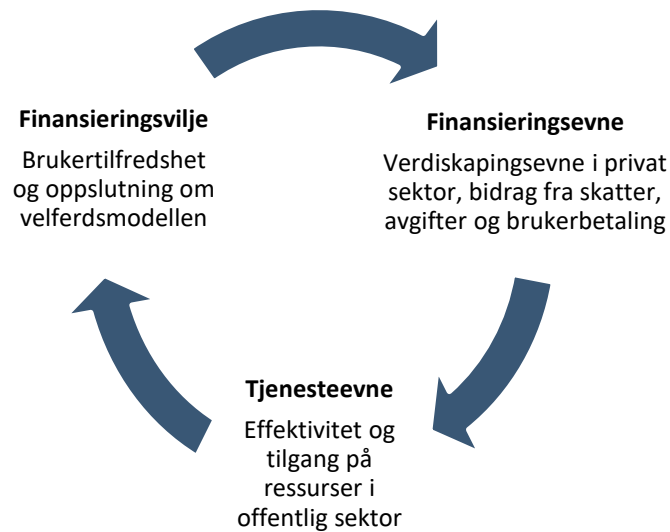 Finansieringsvilje
Brukertilfredshet
og oppslutning om
velferdsmodellen
Finansieringsevne
Verdiskapingsevne i privat
sektor, bidrag fra skatter,
avgifter og brukerbetaling
Tjenesteevne
Effektivitet og
tilgang på
ressurser i
offentlig sektor